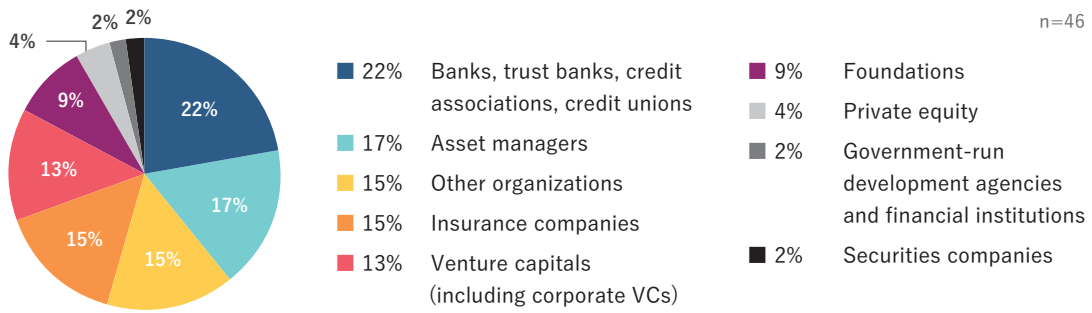 2% 2%
4%
9%
22%
13%
17%
15%
15%
n=46
22% Banks, trust banks, credit
associations, credit unions
17% Asset managers
15% Other organizations
15% Insurance companies
13% Venture capitals
(including corporate VCs)
9% Foundations
4% Private equity
2% Government-run
development agencies
and financial institutions
2% Securities companies